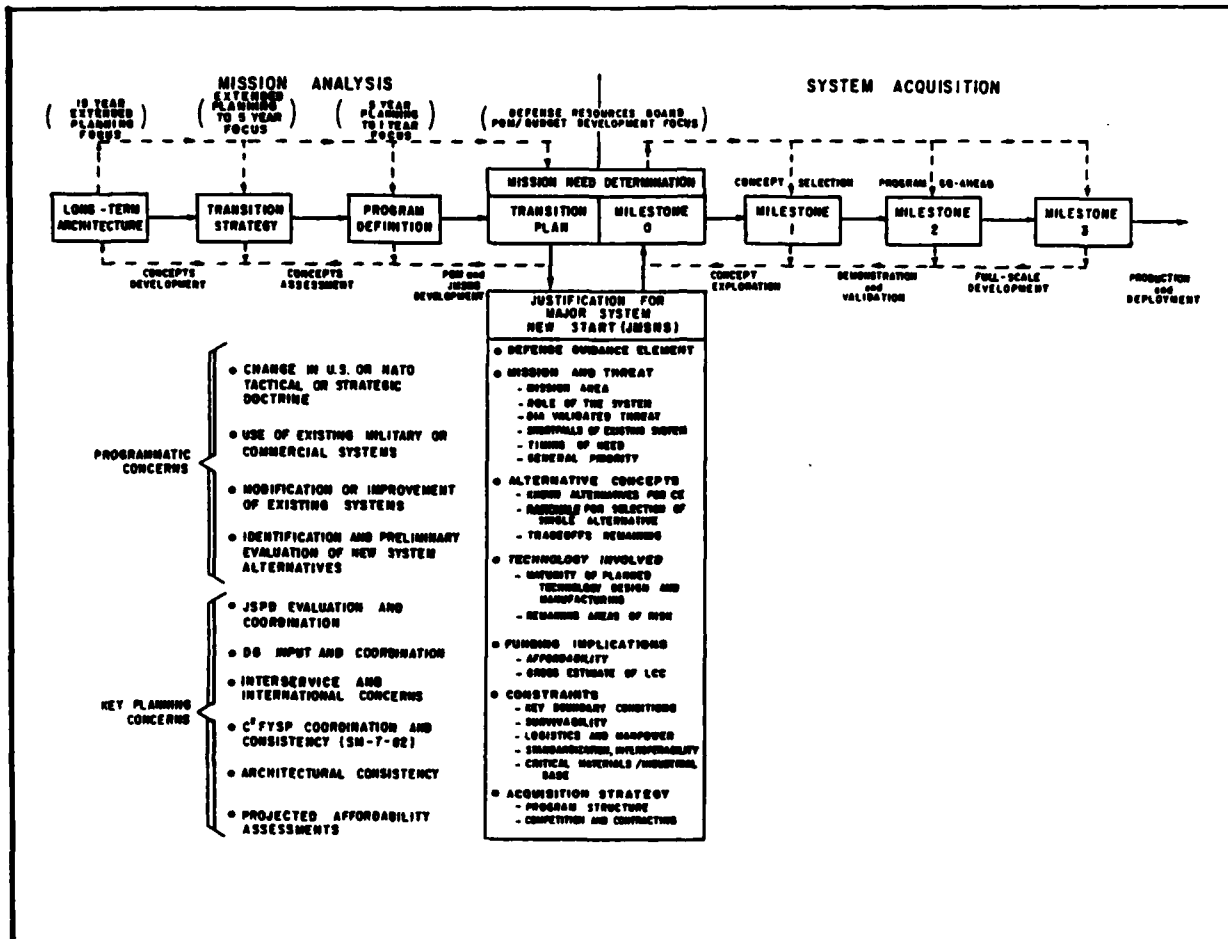 MISSION ANALYSIS
SYSTEM ACQUISITION
( 15 YEAR
EXTENDED
PLANNING
FOCUS )
( EXTENDED
PLANNING
TO 5 YEAR
FOCUS )
( 5 YEAR
PLANNING
TO 1 YEAR
FOCUS )
( DEFENSE RESOURCES BOARD
POM/BUDGET DEVELOPMENT FOCUS )
LONG-TERM
ARCHITECTURE
TRANSITION
STRATEGY
PROGRAM
DEFINITION
MISSION NEED DETERMINATION
TRANSITION
PLAN
MILESTONE
0
CONCEPT SELECTION
MILESTONE
1
PROGRAM GO-AHEAD
MILESTONE
2
MILESTONE 3
CONCEPTS
DEVELOPMENT
CONCEPTS
ASSESSMENT
POM and
JMSNS
DEVELOPMENT
CONCEPT
EXPLORATION
DEMONSTRATION
and
VALIDATION
FULL-SCALE
DEVELOPMENT
PRODUCTION
and
DEPLOYMENT
JUSTIFICATION FOR
MAJOR SYSTEM
NEW START (JMSNS)
• DEFENSE GUIDANCE ELEMENT
• MISSION AND THREAT
- MISSION AREA
- ROLE OF THE SYSTEM
- DIA VALIDATED THREAT
- SHORTFALLS OF EXISTING SYSTEM
- TIMING OF NEED
- GENERAL PRIORITY
• ALTERNATIVE CONCEPTS
- KNOWN ALTERNATIVES FOR CE
- RATIONALE FOR SELECTION OF
SINGLE ALTERNATIVE
- TRADEOFFS REMAINING
• TECHNOLOGY INVOLVED
- MATURITY OF PLANNED
TECHNOLOGY DESIGN AND
MANUFACTURING
- REMAINING AREAS OF RISK
• FUNDING IMPLICATIONS
- AFFORDABILITY
- GROSS ESTIMATE OF LCC
• CONSTRAINTS
- KEY BOUNDARY CONDITIONS
- SURVIVABILITY
- LOGISTICS AND MANPOWER
- STANDARDIZATION, INTEROPERABILITY
- CRITICAL MATERIALS/INDUSTRIAL
BASE
• ACQUISITION STRATEGY
- PROGRAM STRUCTURE
- COMPETITION AND CONTRACTING
PROGRAMMATIC
CONCERNS
• CHANGE IN U.S. OR NATO
TACTICAL OR STRATEGIC
DOCTRINE
• USE OF EXISTING MILITARY OR
COMMERCIAL SYSTEMS
• MODIFICATION OR IMPROVEMENT
OF EXISTING SYSTEMS
• IDENTIFICATION AND PRELIMINARY
EVALUATION OF NEW SYSTEM
ALTERNATIVES
KEY PLANNING
CONCERNS
• JSPD EVALUATION AND
COORDINATION
• DG INPUT AND COORDINATION
• INTERSERVICE AND
INTERNATIONAL CONCERNS
• FYSP COORDINATION AND
CONSISTENCY (SM-7-82)
• ARCHITECTURAL CONSISTENCY
• PROJECTED AFFORDABILITY
ASSESSMENTS